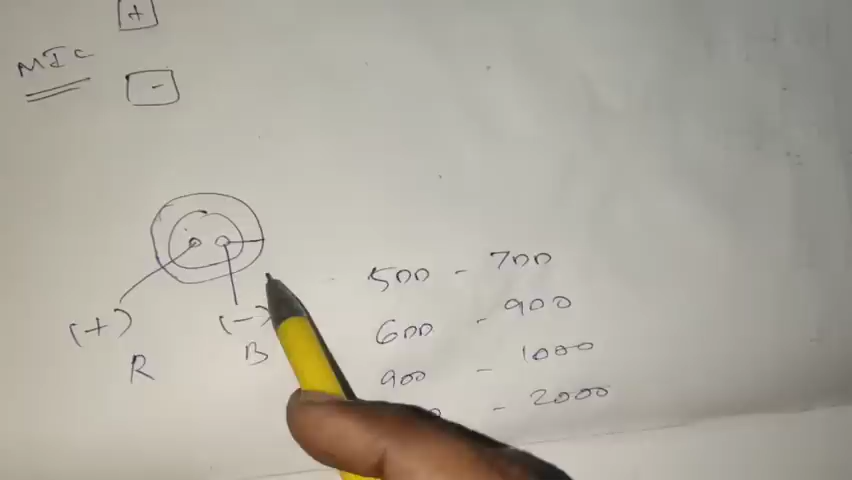 +
MIC
-
500 - 700
600 - 900
900 - 1000
- 2000
(+) (-)
R B